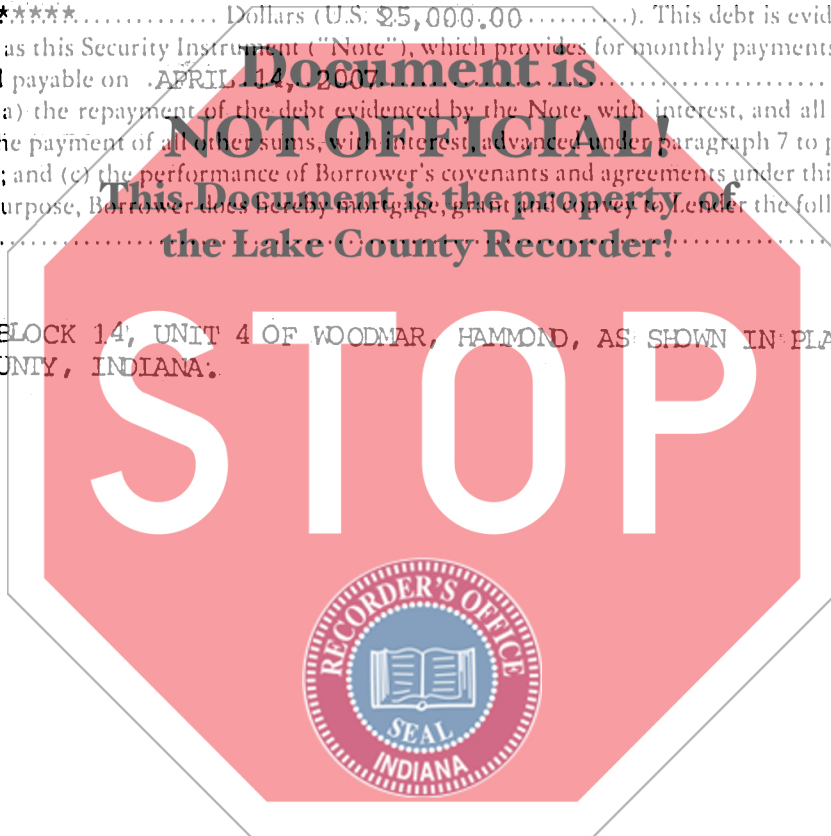 ***** .............. Dollars (U.S. $25,000.00 ..........). This debt is evid
as this Security Instrument ("Note"), which provides for monthly payments
payable on .APRIL 14, 2007
a) the repayment of the debt evidenced by the Note, with interest, and all
payment of all other sums, with interest, advanced under paragraph 7 to p
; and (c) the performance of Borrower's covenants and agreements under thi
urpose, Borrower does hereby mortgage, grant and convey to Lender the foll
Document is
NOT OFFICIAL!
This Document is the property of
the Lake County Recorder!
BLOCK 14, UNIT 4 OF WOODMAR, HAMMOND, AS SHOWN IN PLA
UNTY, INDIANA.
STOP
RECORDER'S OFFICE
SEAL
INDIANA